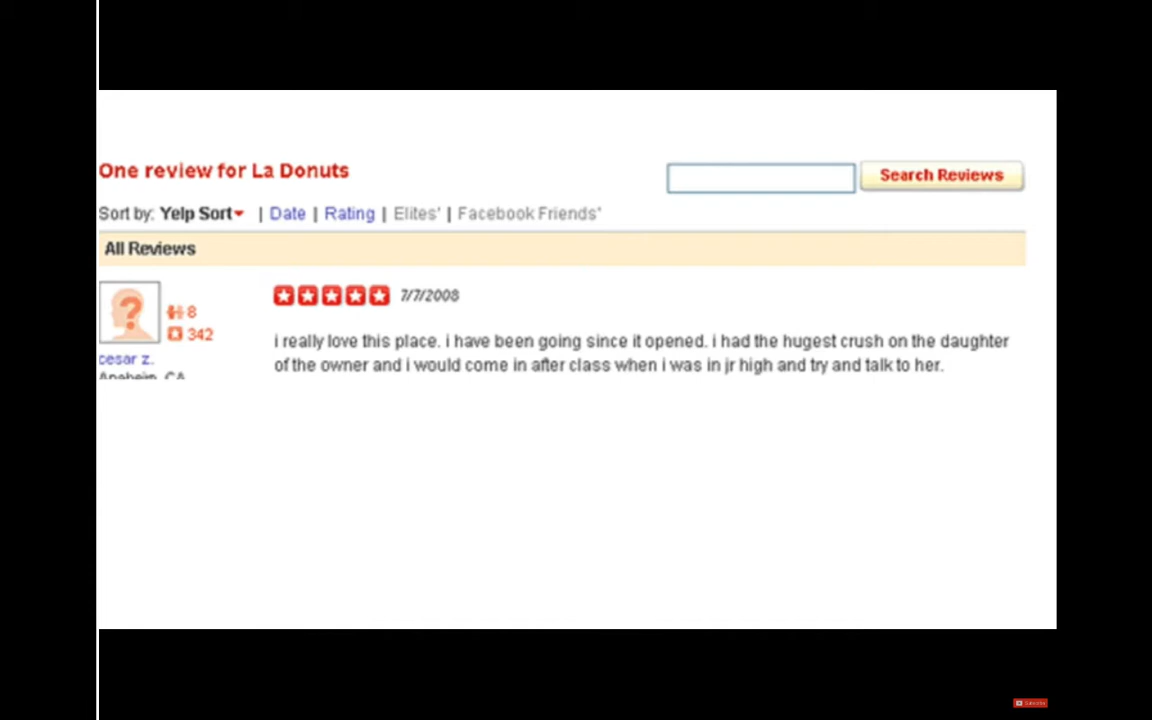 One review for La Donuts
Search Reviews
Sort by: Yelp Sort | Date | Rating | Elites' | Facebook Friends'
All Reviews
7/7/2008
8
342
i really love this place. i have been going since it opened. i had the hugest crush on the daughter
of the owner and i would come in after class when i was in jr high and try and talk to her.
cesar z.
Anaheim, CA
Subscribe